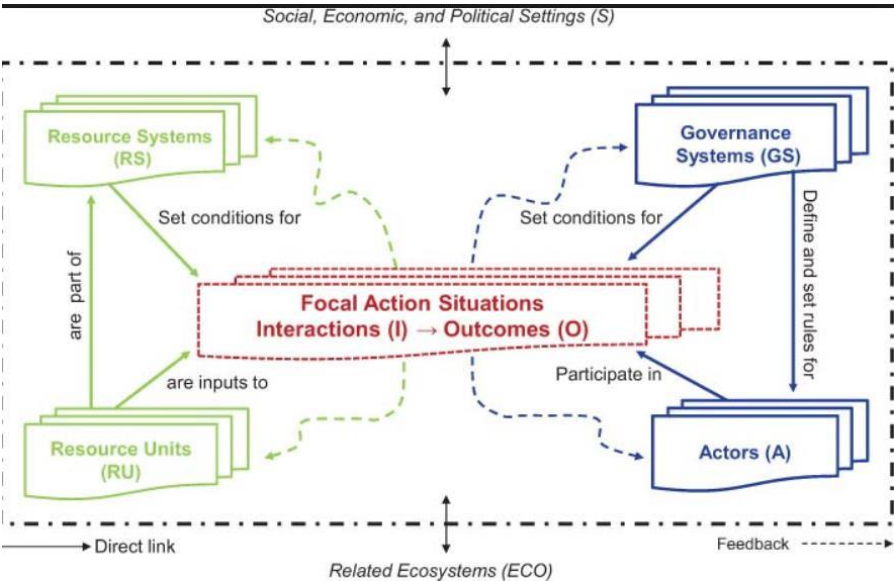 Social, Economic, and Political Settings (S)
Resource Systems
(RS)
Governance
Systems (GS)
Set conditions for
Set conditions for
Define and set rules for
are part of
Focal Action Situations
Interactions (I) → Outcomes (O)
are inputs to
Participate in
Resource Units
(RU)
Actors (A)
Direct link
Feedback
Related Ecosystems (ECO)